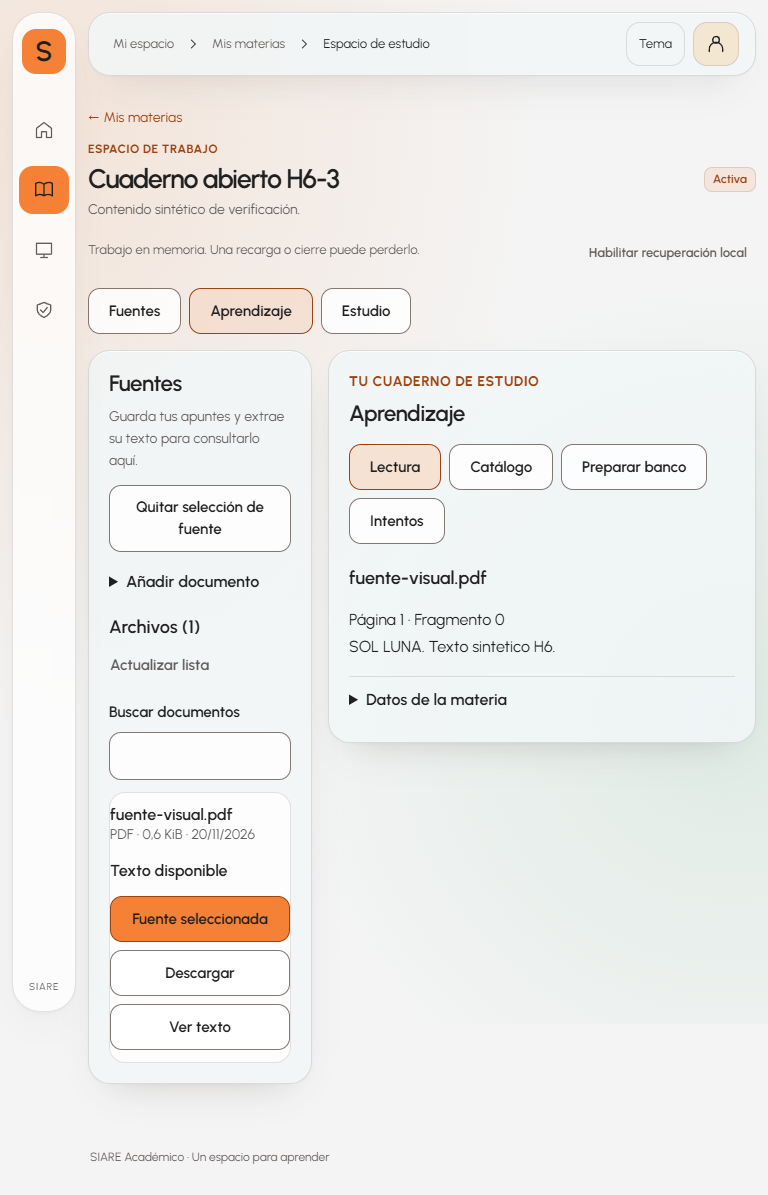 S
Mi espacio > Mis materias > Espacio de estudio
Tema
← Mis materias
ESPACIO DE TRABAJO
Cuaderno abierto H6-3
Activa
Contenido sintético de verificación.
Trabajo en memoria. Una recarga o cierre puede perderlo.
Habilitar recuperación local
Fuentes
Aprendizaje
Estudio
Fuentes
Guarda tus apuntes y extrae
su texto para consultarlo
aquí.
Quitar selección de
fuente
Añadir documento
Archivos (1)
Actualizar lista
Buscar documentos
fuente-visual.pdf
PDF · 0,6 KiB · 20/11/2026
Texto disponible
Fuente seleccionada
Descargar
Ver texto
TU CUADERNO DE ESTUDIO
Aprendizaje
Lectura
Catálogo
Preparar banco
Intentos
fuente-visual.pdf
Página 1 · Fragmento 0
SOL LUNA. Texto sintetico H6.
Datos de la materia
SIARE
SIARE Académico · Un espacio para aprender